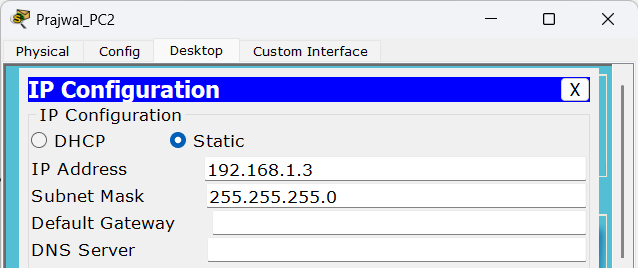 Prajwal_PC2
Physical Config Desktop Custom Interface
IP Configuration X
IP Configuration
DHCP Static
IP Address 192.168.1.3
Subnet Mask 255.255.255.0
Default Gateway
DNS Server